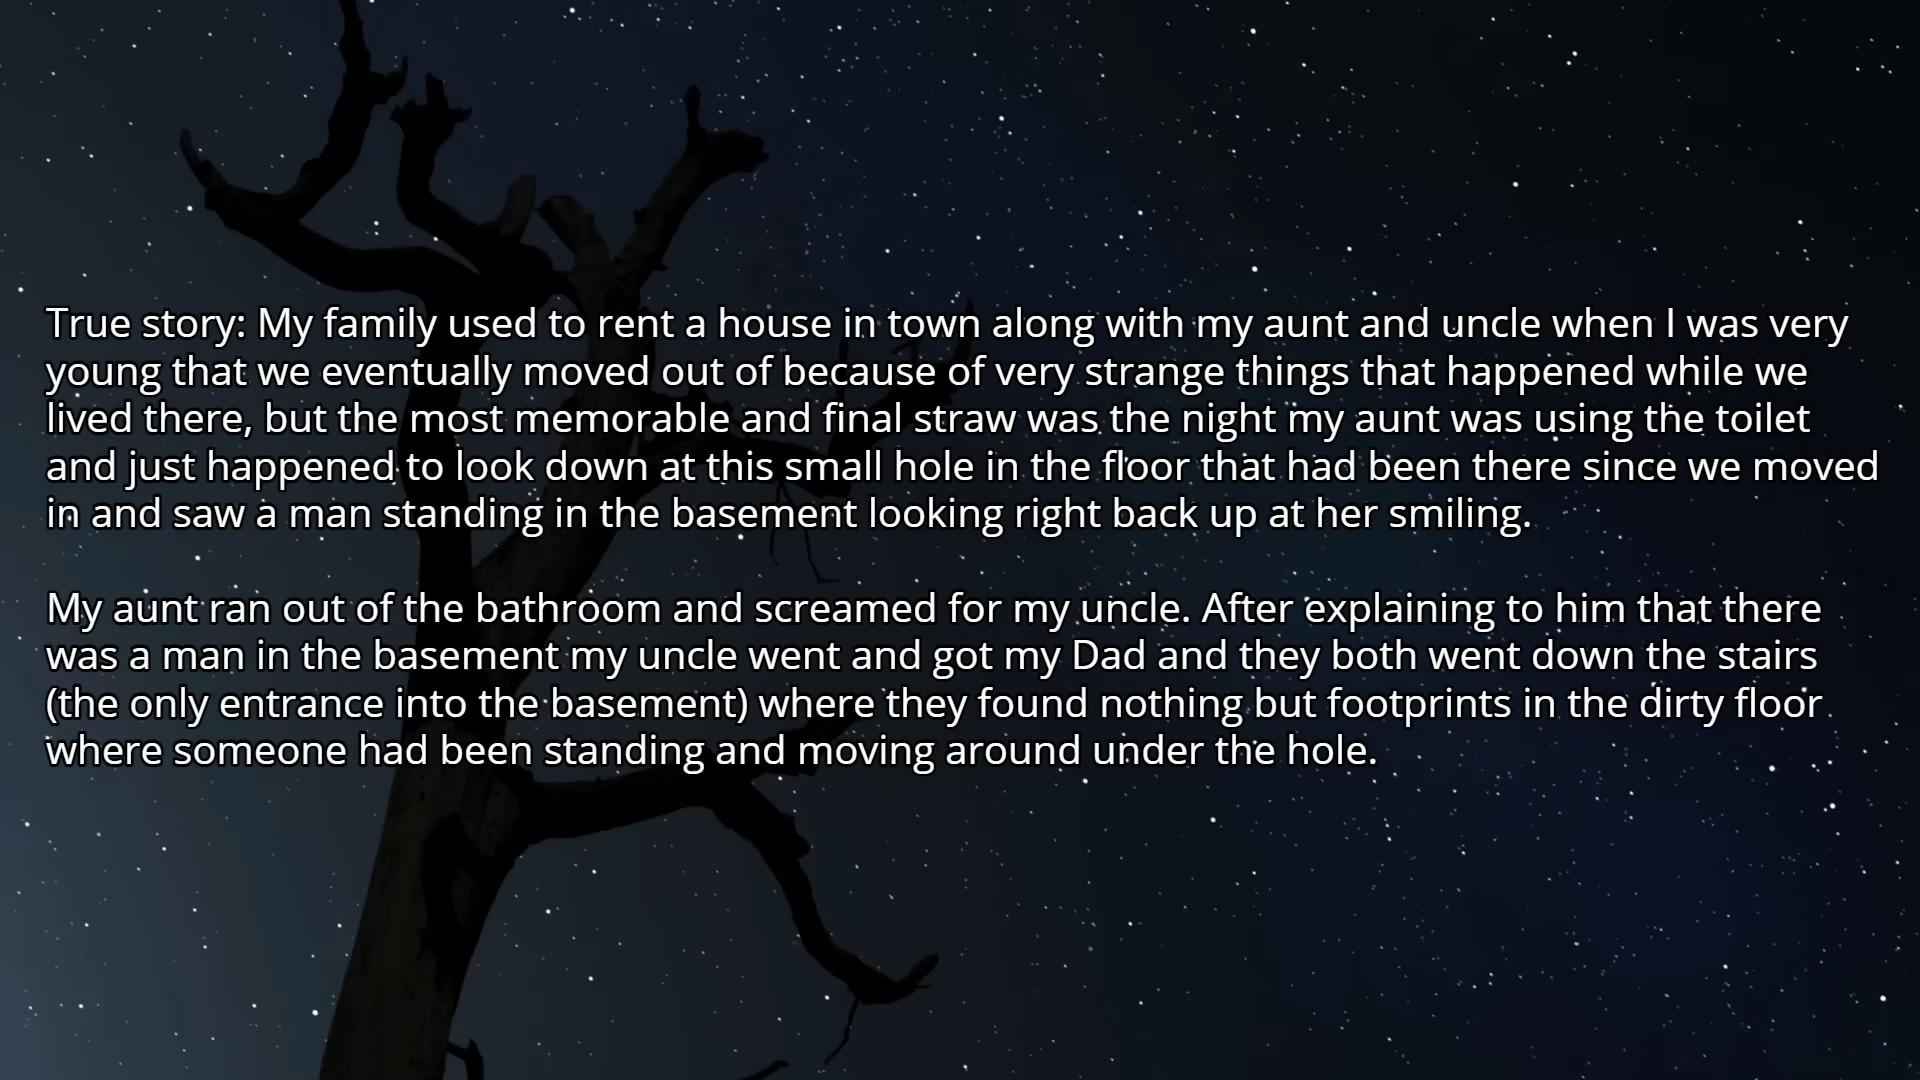 True story: My family used to rent a house in town along with my aunt and uncle when I was very
young that we eventually moved out of because of very strange things that happened while we
lived there, but the most memorable and final straw was the night my aunt was using the toilet
and just happened to look down at this small hole in the floor that had been there since we moved
in and saw a man standing in the basement looking right back up at her smiling.
My aunt ran out of the bathroom and screamed for my uncle. After explaining to him that there
was a man in the basement my uncle went and got my Dad and they both went down the stairs
(the only entrance into the basement) where they found nothing but footprints in the dirty floor
where someone had been standing and moving around under the hole.